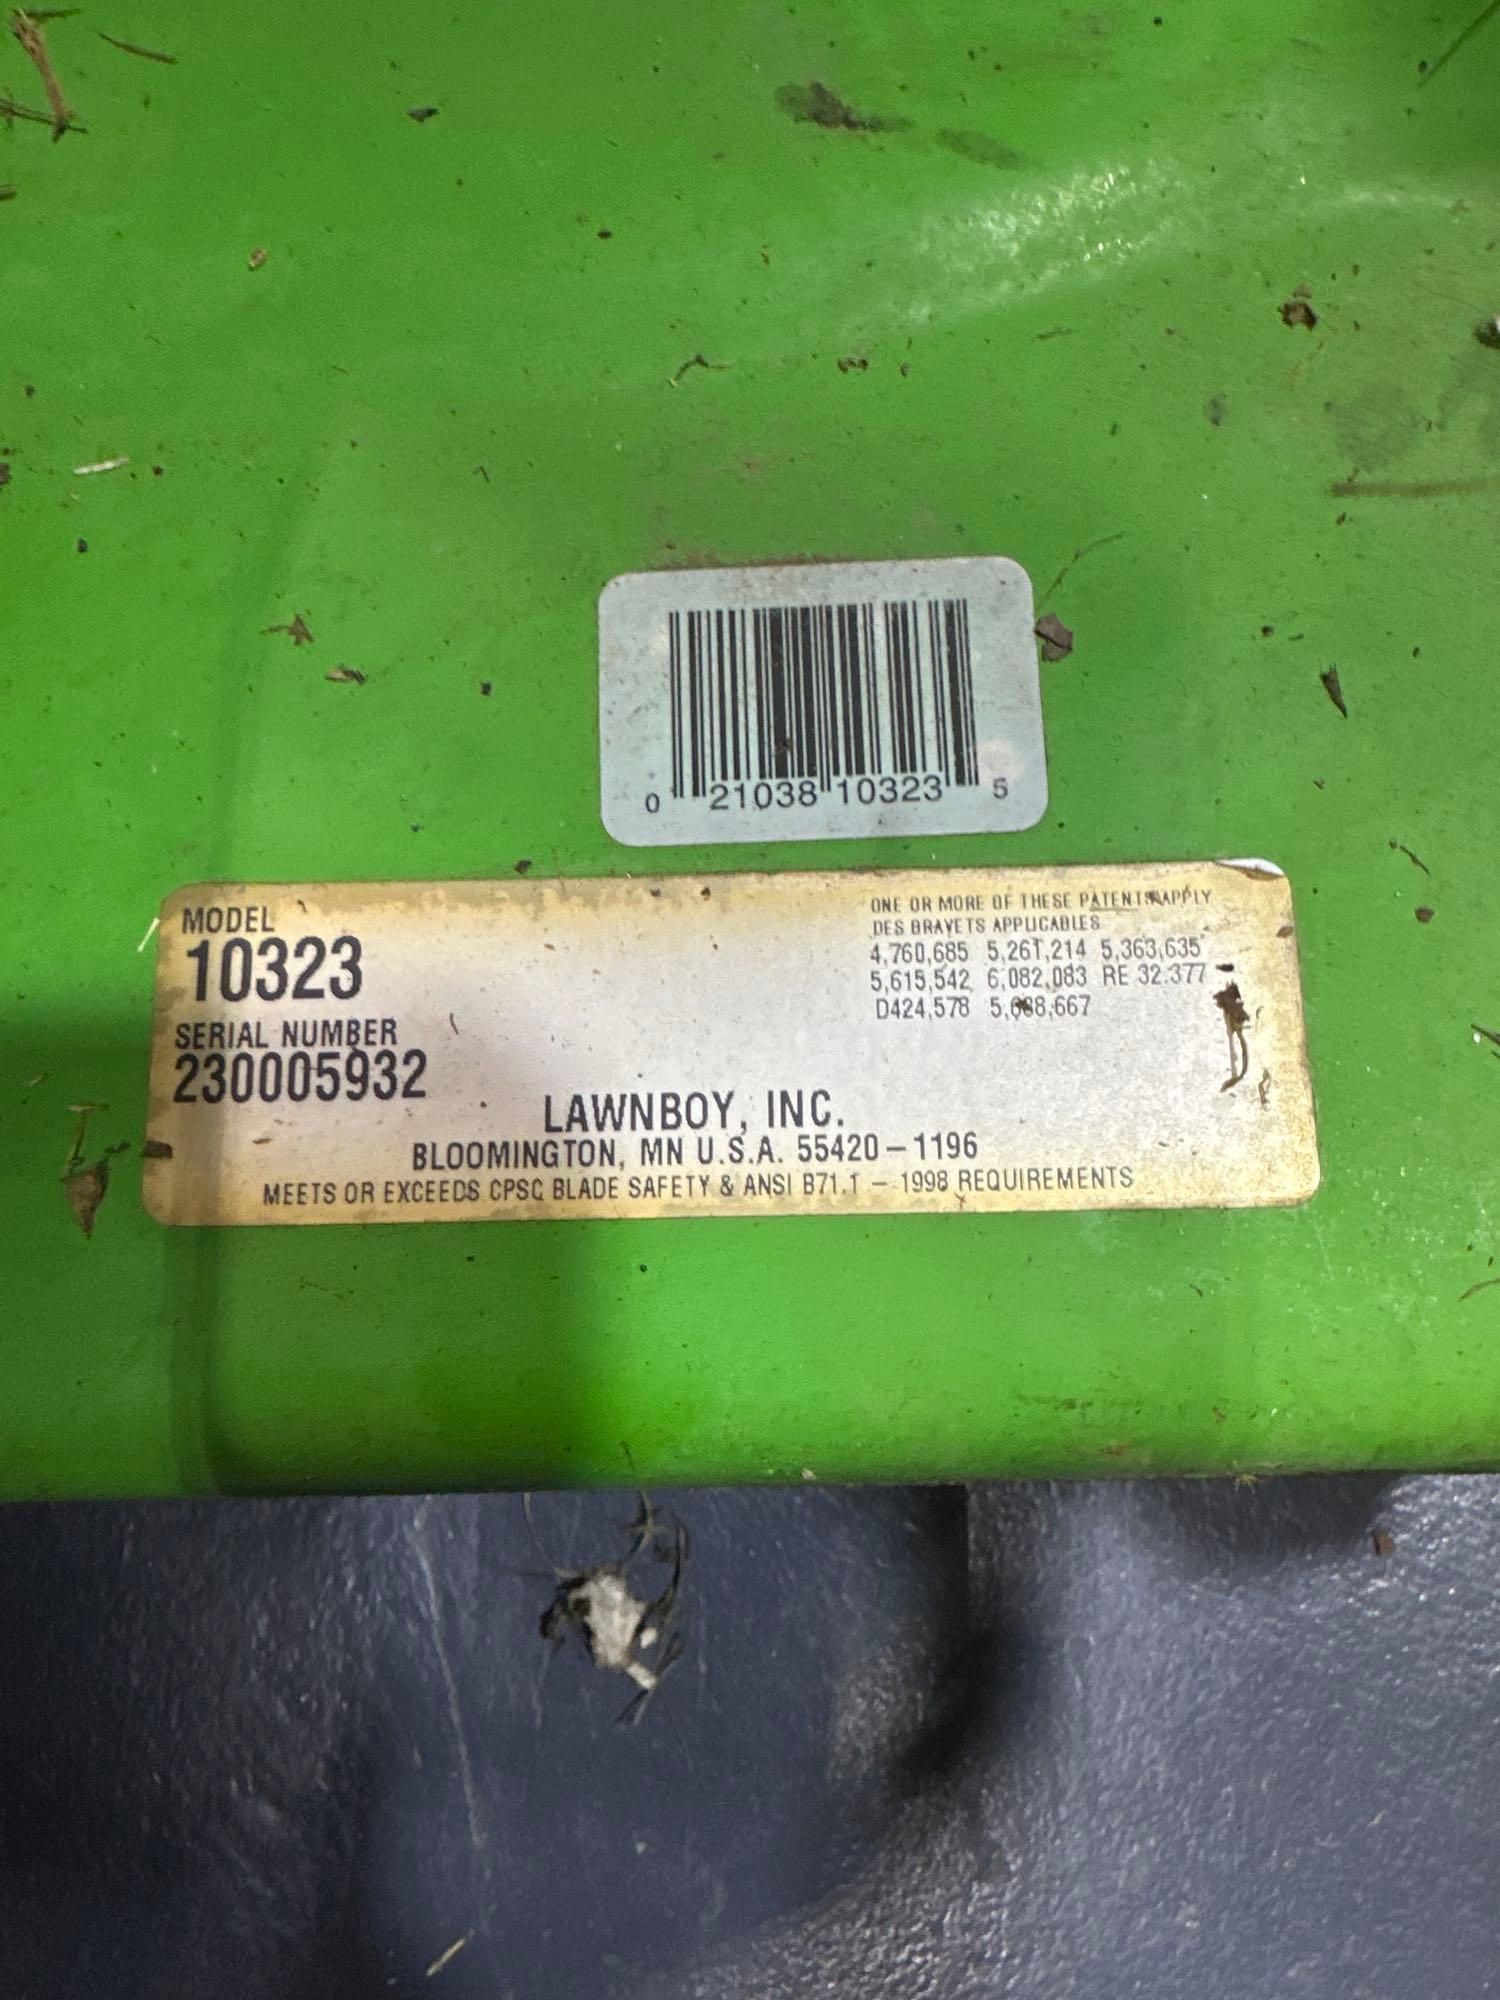 0 21038 10323 5
MODEL
10323
SERIAL NUMBER
230005932
ONE OR MORE OF THESE PATENTS APPLY
DES BRAVETS APPLICABLES
4,760,685 5,261,214 5,363,635
5,615,542 6,082,083 RE 32.377
D424,578
LAWNBOY, INC.
BLOOMINGTON, MN U.S.A. 55420-1196
MEETS OR EXCEEDS CPSC BLADE SAFETY & ANSI B71.1 - 1998 REQUIREMENTS